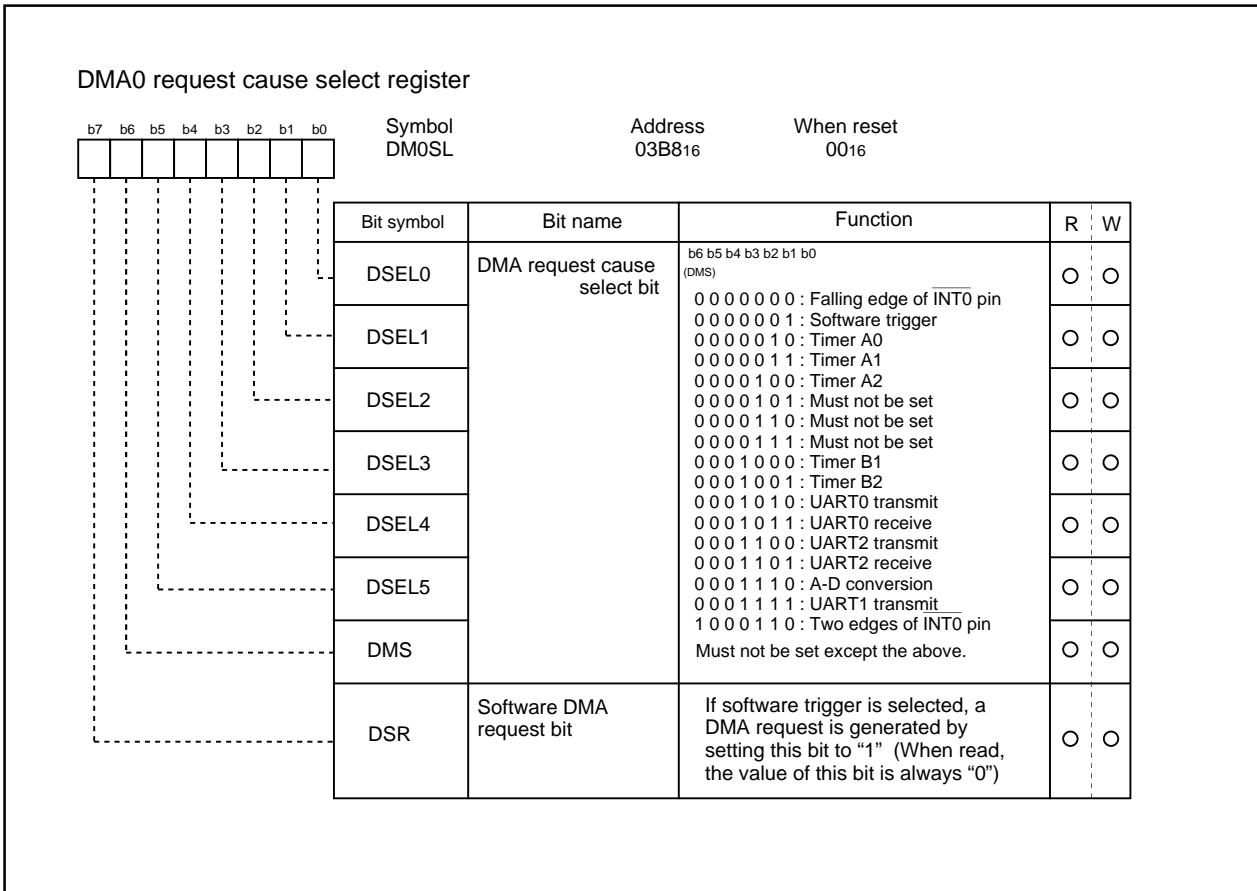 DMA0 request cause select register
b7 b6 b5 b4 b3 b2 b1 b0
Symbol Address When reset
DM0SL 03B816 0016
Bit symbol Bit name Function R W
DSEL0
DSEL1
DSEL2
DSEL3
DSEL4
DSEL5
DMS
DMA request cause
select bit
b6 b5 b4 b3 b2 b1 b0
(DMS)
0 0 0 0 0 0 0 : Falling edge of INT0 pin
0 0 0 0 0 0 1 : Software trigger
0 0 0 0 0 1 0 : Timer A0
0 0 0 0 0 1 1 : Timer A1
0 0 0 0 1 0 0 : Timer A2
0 0 0 0 1 0 1 : Must not be set
0 0 0 0 1 1 0 : Must not be set
0 0 0 0 1 1 1 : Must not be set
0 0 0 1 0 0 0 : Timer B1
0 0 0 1 0 0 1 : Timer B2
0 0 0 1 0 1 0 : UART0 transmit
0 0 0 1 0 1 1 : UART0 receive
0 0 0 1 1 0 0 : UART2 transmit
0 0 0 1 1 0 1 : UART2 receive
0 0 0 1 1 1 0 : A-D conversion
0 0 0 1 1 1 1 : UART1 transmit
1 0 0 0 1 1 0 : Two edges of INT0 pin
Must not be set except the above.
DSR
Software DMA
request bit
If software trigger is selected, a
DMA request is generated by
setting this bit to “1” (When read,
the value of this bit is always “0”)